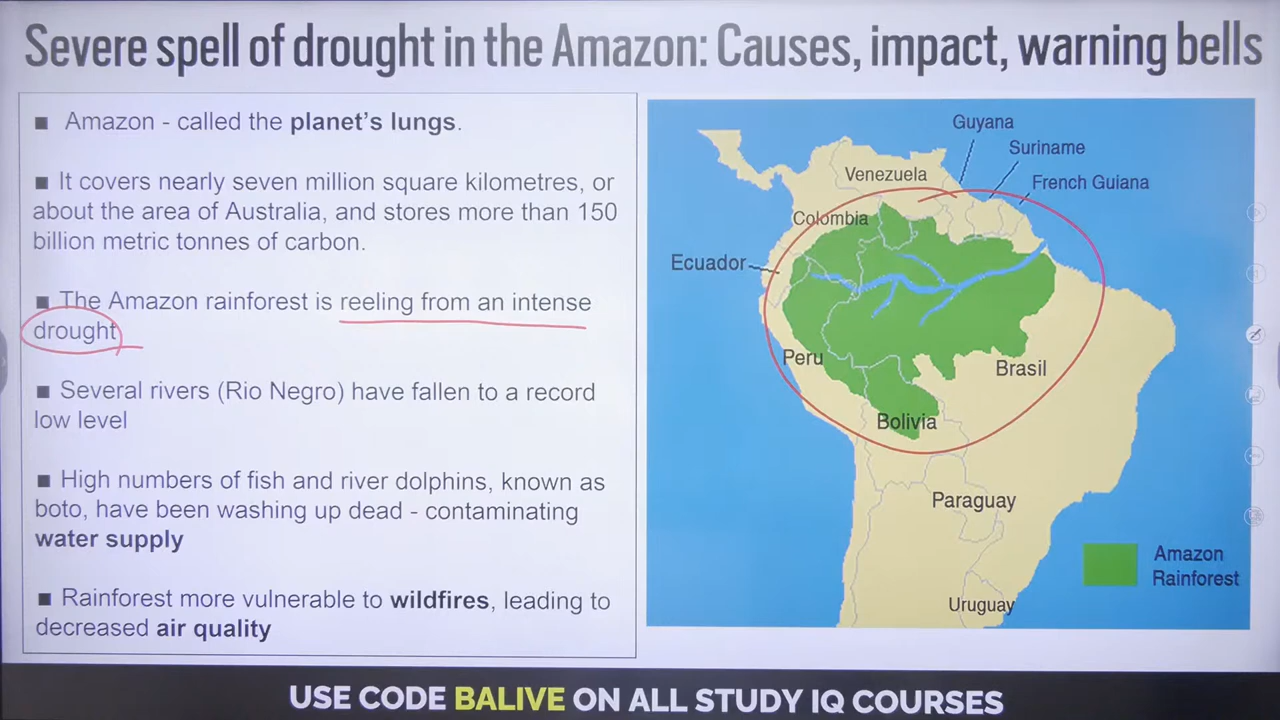 Severe spell of drought in the Amazon: Causes, impact, warning bells
■ Amazon - called the planet's lungs.
■ It covers nearly seven million square kilometres, or
about the area of Australia, and stores more than 150
billion metric tonnes of carbon.
■ The Amazon rainforest is reeling from an intense
drought
■ Several rivers (Rio Negro) have fallen to a record
low level
■ High numbers of fish and river dolphins, known as
boto, have been washing up dead - contaminating
water supply
■ Rainforest more vulnerable to wildfires, leading to
decreased air quality
Guyana
Suriname
Venezuela
French Guiana
Colombia
Ecuador
Peru
Brasil
Bolivia
Paraguay
Amazon
Rainforest
Uruguay
USE CODE BALIVE ON ALL STUDY IQ COURSES